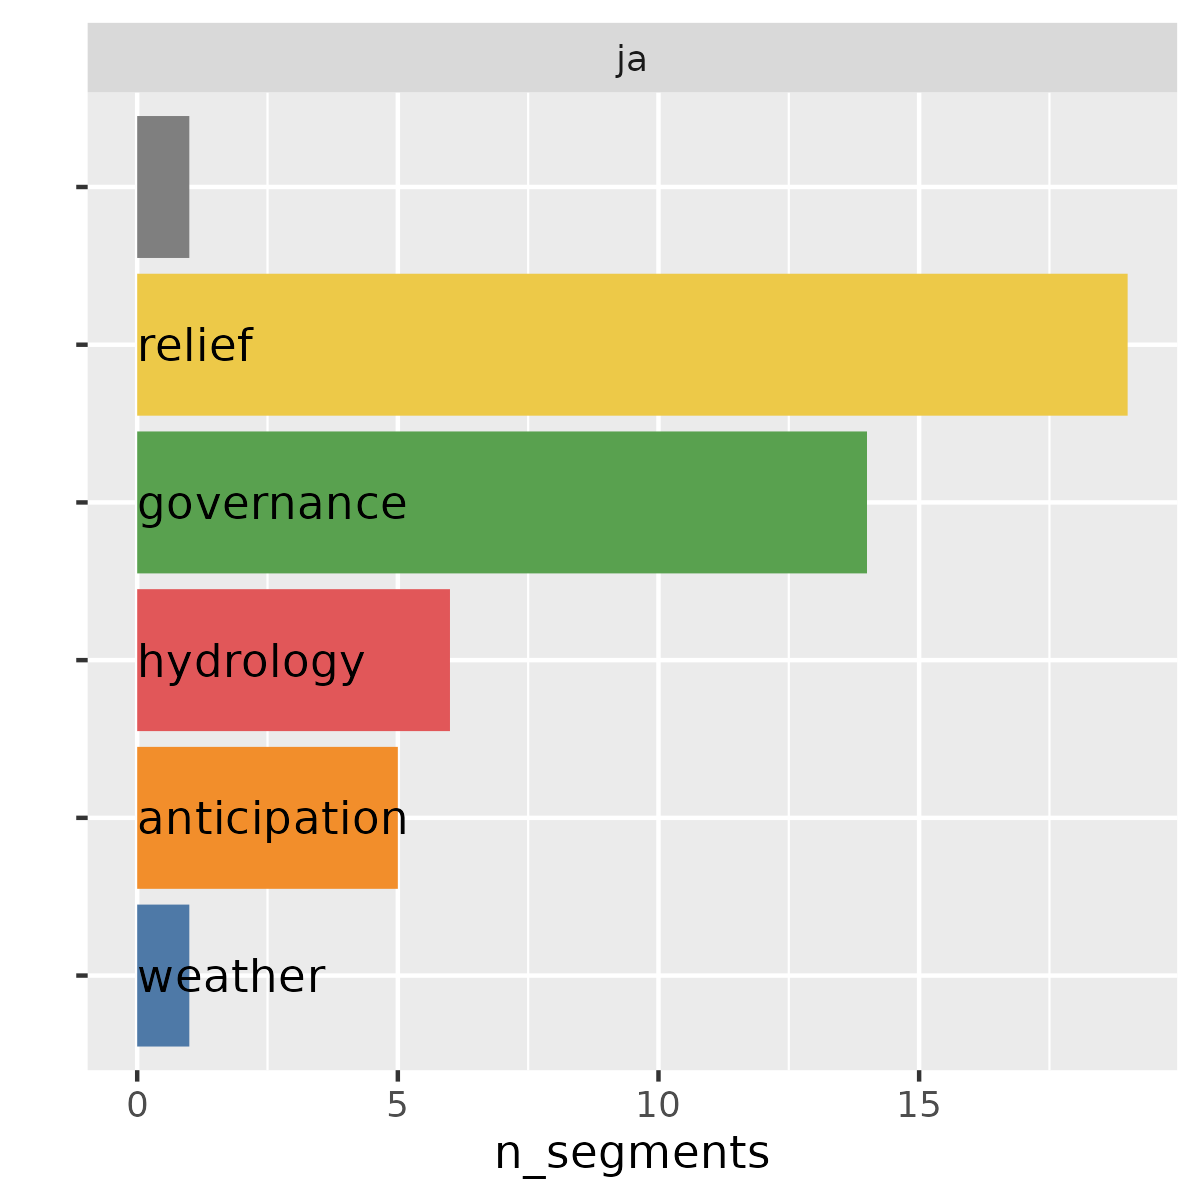 ja
relief
governance
hydrology
anticipation
weather
0 5 10 15
n_segments